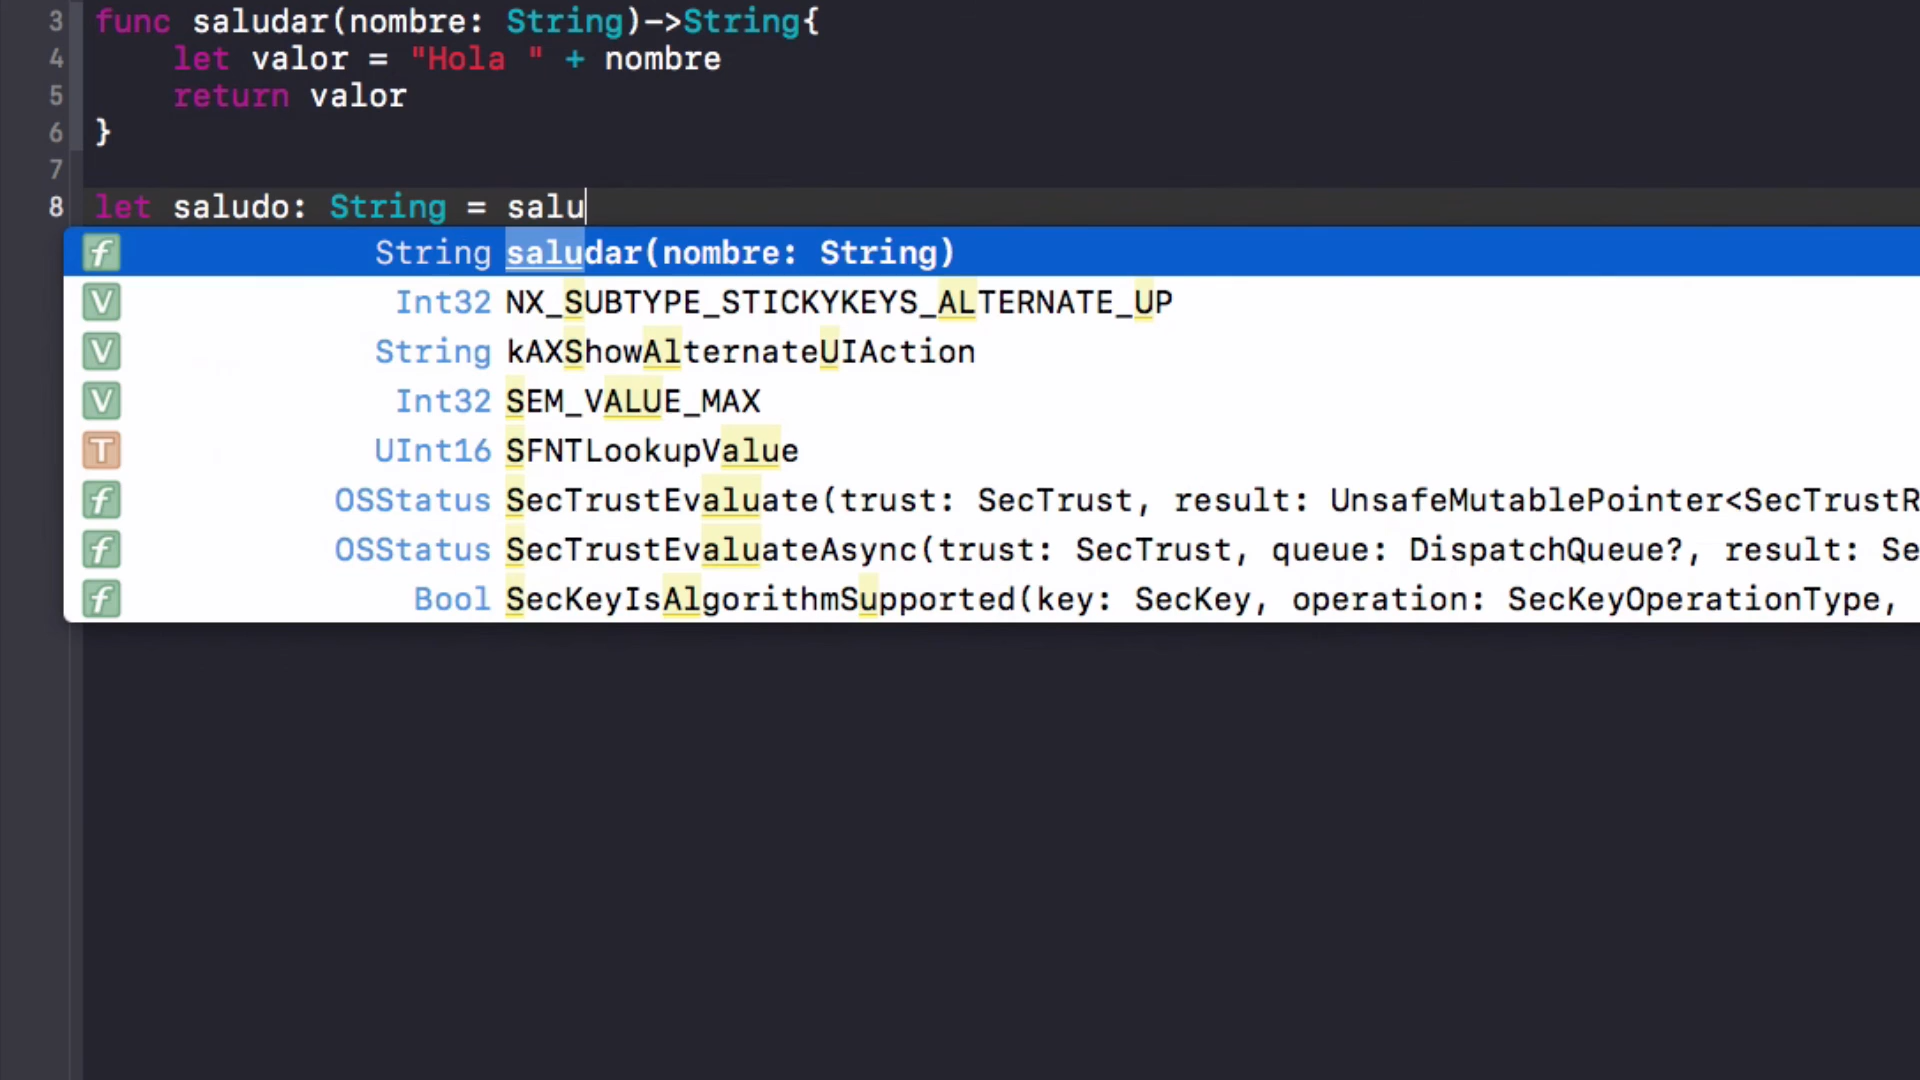 3 func saludar(nombre: String)->String{
4 let valor = "Hola " + nombre
5 return valor
6 }
7
8 let saludo: String = salu
f String saludar(nombre: String)
V Int32 NX_SUBTYPE_STICKYKEYS_ALTERNATE_UP
V String kAXShowAlternateUIAction
V Int32 SEM_VALUE_MAX
T UInt16 SFNTLookupValue
f OSStatus SecTrustEvaluate(trust: SecTrust, result: UnsafeMutablePointer<SecTrustR
f OSStatus SecTrustEvaluateAsync(trust: SecTrust, queue: DispatchQueue?, result: Se
f Bool SecKeyIsAlgorithmSupported(key: SecKey, operation: SecKeyOperationType,